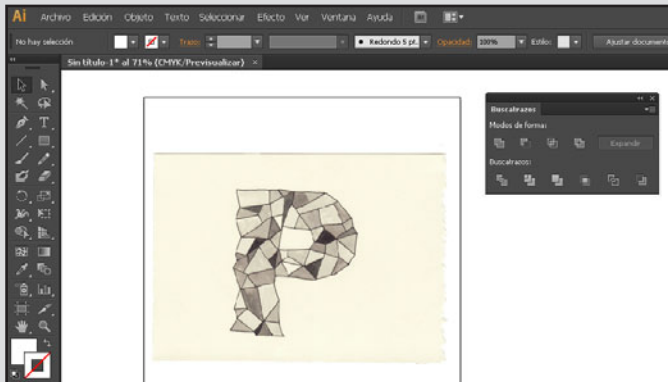 Ai Archivo Edición Objeto Texto Seleccionar Efecto Ver Ventana Ayuda
No hay selección Trazo: Redondo 5 pt. Opacidad: 100% Estilo: Ajustar documento
Sin título-1* al 71% (CMYK/Previsualizar) ×
Buscatrazos
Modos de forma:
Expandir
Buscatrazos:
P